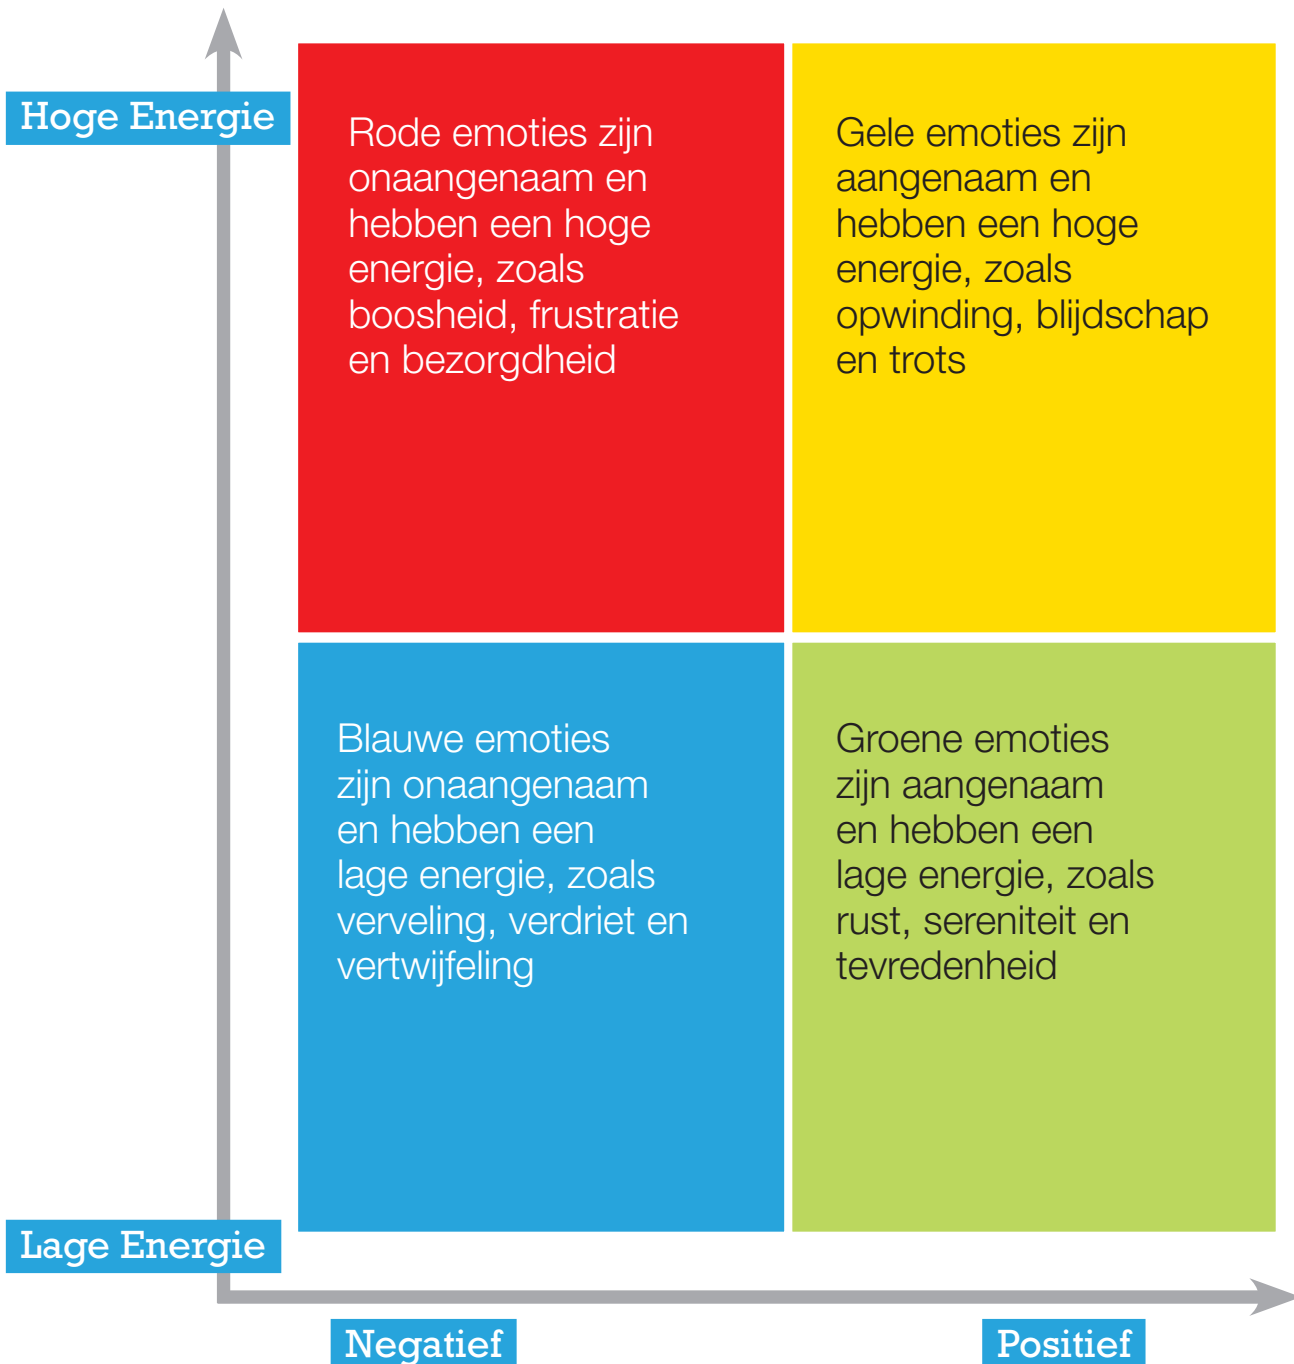 Hoge Energie
Rode emoties zijn
onaangenaam en
hebben een hoge
energie, zoals
boosheid, frustratie
en bezorgdheid
Gele emoties zijn
aangenaam en
hebben een hoge
energie, zoals
opwinding, blijdschap
en trots
Blauwe emoties
zijn onaangenaam
en hebben een
lage energie, zoals
verveling, verdriet en
vertwijfeling
Groene emoties
zijn aangenaam
en hebben een
lage energie, zoals
rust, sereniteit en
tevredenheid
Lage Energie
Negatief
Positief